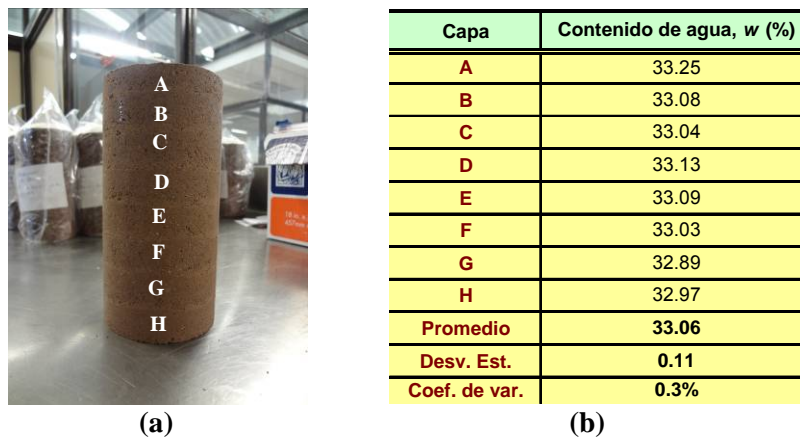 A
B
C
D
E
F
G
H
(a)
Capa Contenido de agua, w (%)
A 33.25
B 33.08
C 33.04
D 33.13
E 33.09
F 33.03
G 32.89
H 32.97
Promedio 33.06
Desv. Est. 0.11
Coef. de var. 0.3%
(b)